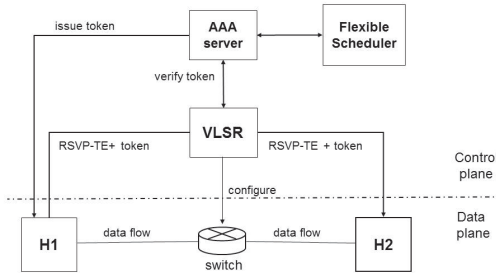 issue token
AAA
server
Flexible
Scheduler
verify token
VLSR
RSVP-TE+ token
RSVP-TE + token
Contro
plane
configure
Data
plane
H1
data flow
data flow
H2
switch